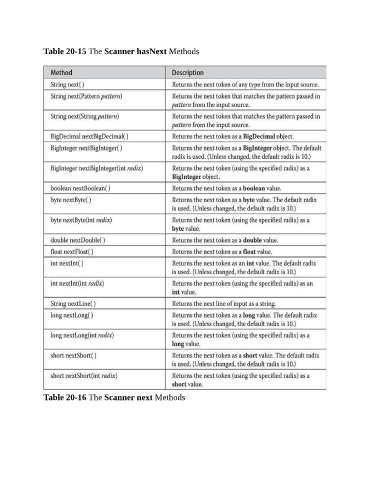 Table 20-15 The Scanner hasNext Methods
Method Description
String next( ) Returns the next token of any type from the input source.
String next(Pattern pattern) Returns the next token that matches the pattern passed in
pattern from the input source.
String next(String pattern) Returns the next token that matches the pattern passed in
pattern from the input source.
BigDecimal nextBigDecimal( ) Returns the next token as a BigDecimal object.
BigInteger nextBigInteger( ) Returns the next token as a BigInteger object. The default
radix is used. (Unless changed, the default radix is 10.)
BigInteger nextBigInteger(int radix) Returns the next token (using the specified radix) as a
BigInteger object.
boolean nextBoolean( ) Returns the next token as a boolean value.
byte nextByte( ) Returns the next token as a byte value. The default radix
is used. (Unless changed, the default radix is 10.)
byte nextByte(int radix) Returns the next token (using the specified radix) as a
byte value.
double nextDouble( ) Returns the next token as a double value.
float nextFloat( ) Returns the next token as a float value.
int nextInt( ) Returns the next token as an int value. The default radix
is used. (Unless changed, the default radix is 10.)
int nextInt(int radix) Returns the next token (using the specified radix) as an
int value.
String nextLine( ) Returns the next line of input as a string.
long nextLong( ) Returns the next token as a long value. The default radix
is used. (Unless changed, the default radix is 10.)
long nextLong(int radix) Returns the next token (using the specified radix) as a
long value.
short nextShort( ) Returns the next token as a short value. The default radix
is used. (Unless changed, the default radix is 10.)
short nextShort(int radix) Returns the next token (using the specified radix) as a
short value.
Table 20-16 The Scanner next Methods